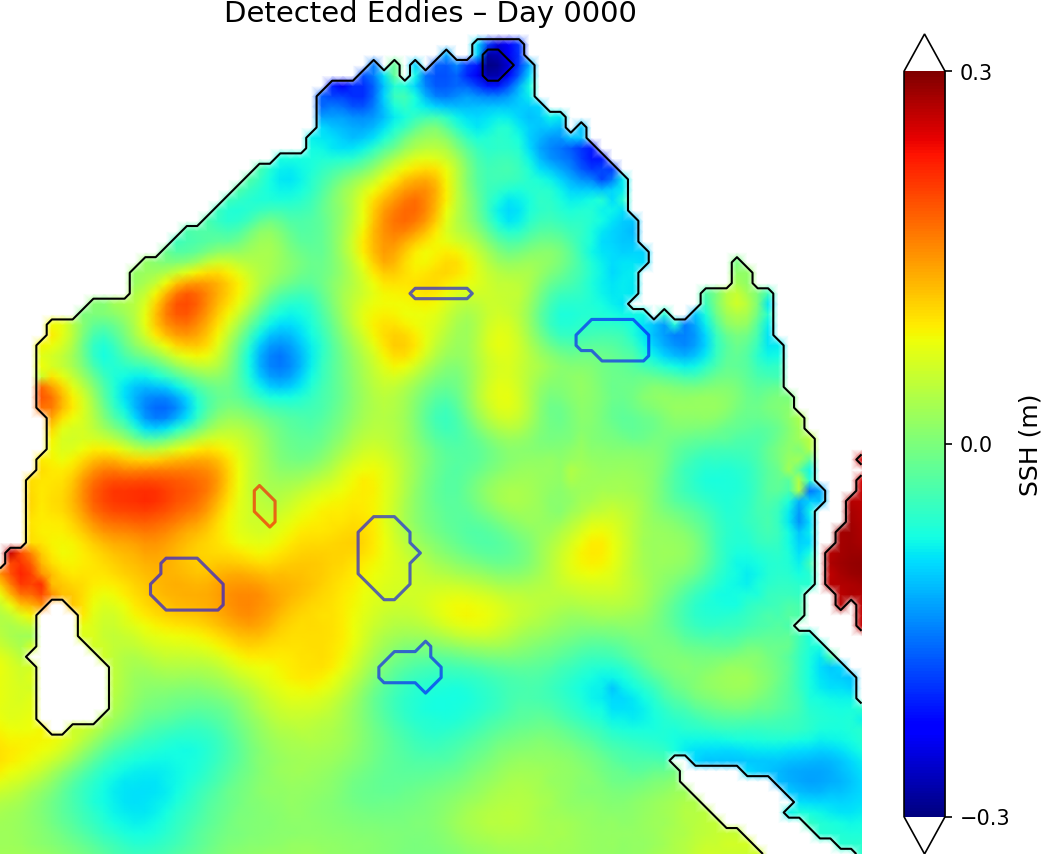 Detected Eddies – Day 0000
0.3
0.0
−0.3
SSH (m)